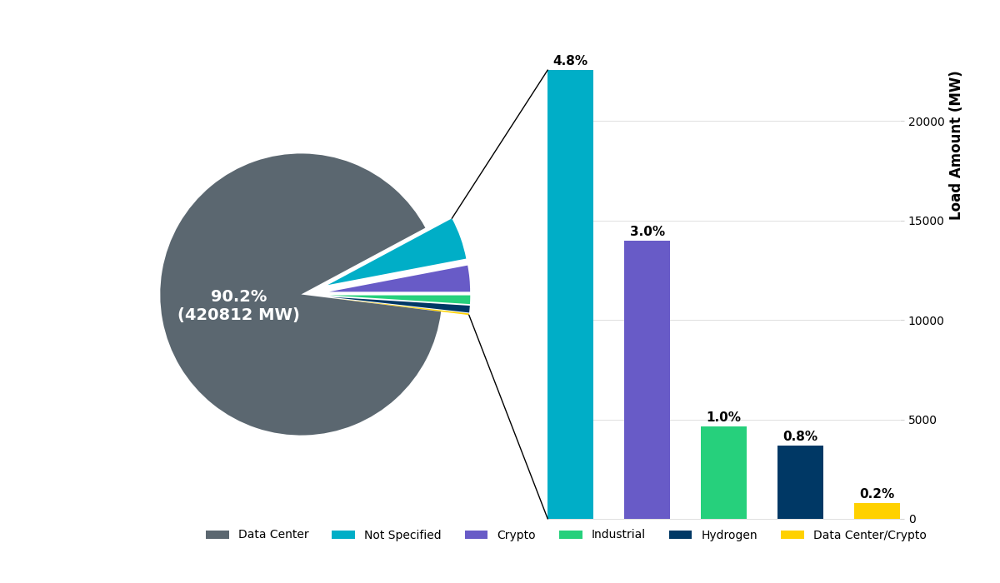 90.2%
(420812 MW)
4.8%
3.0%
1.0%
0.8%
0.2%
20000
15000
10000
5000
0
Load Amount (MW)
Data Center
Not Specified
Crypto
Industrial
Hydrogen
Data Center/Crypto